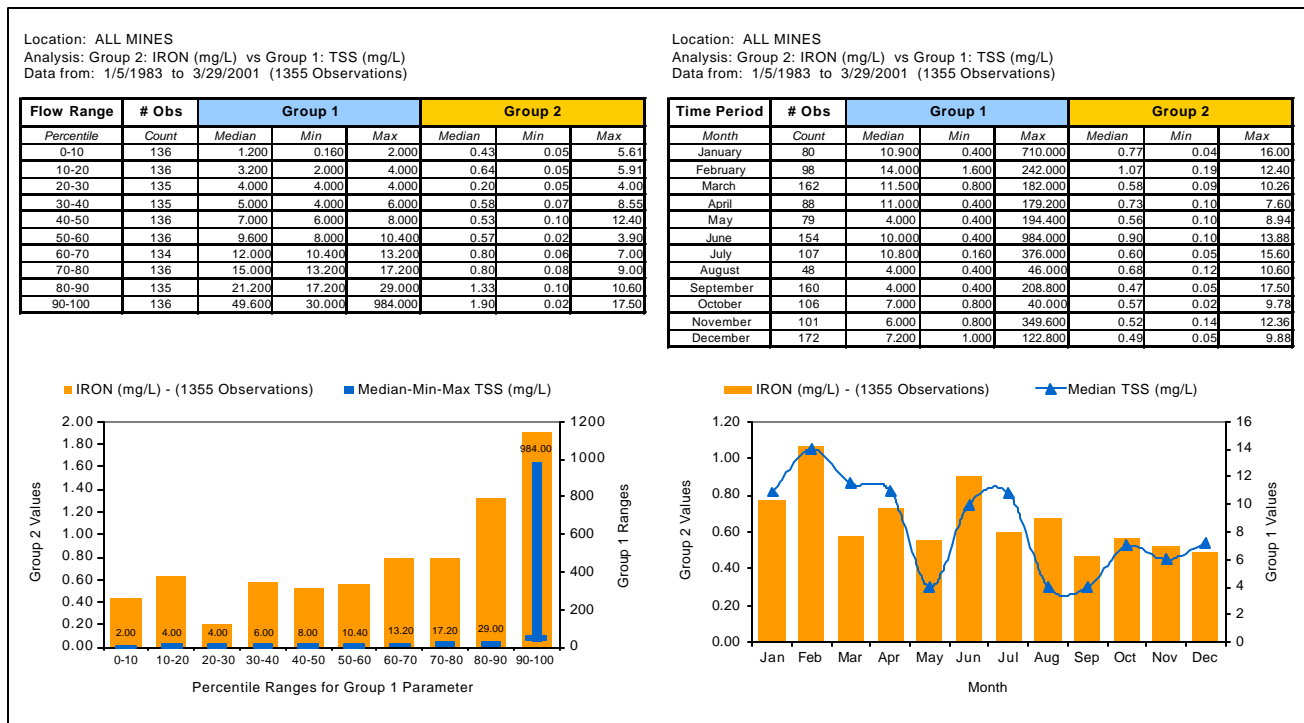 Location: ALL MINES
Analysis: Group 2: IRON (mg/L) vs Group 1: TSS (mg/L)
Data from: 1/5/1983 to 3/29/2001 (1355 Observations)
Flow Range # Obs Group 1 Group 2
Percentile Count Median Min Max Median Min Max
0-10 136 1.200 0.160 2.000 0.43 0.05 5.61
10-20 136 3.200 2.000 4.000 0.64 0.05 5.91
20-30 135 4.000 4.000 4.000 0.20 0.05 4.00
30-40 135 5.000 4.000 6.000 0.58 0.07 8.55
40-50 136 7.000 6.000 8.000 0.53 0.10 12.40
50-60 136 9.600 8.000 10.400 0.57 0.02 3.90
60-70 134 12.000 10.400 13.200 0.80 0.06 7.00
70-80 136 15.000 13.200 17.200 0.80 0.08 9.00
80-90 135 21.200 17.200 29.000 1.33 0.10 10.60
90-100 136 49.600 30.000 984.000 1.90 0.02 17.50
Location: ALL MINES
Analysis: Group 2: IRON (mg/L) vs Group 1: TSS (mg/L)
Data from: 1/5/1983 to 3/29/2001 (1355 Observations)
Time Period # Obs Group 1 Group 2
Month Count Median Min Max Median Min Max
January 80 10.900 0.400 710.000 0.77 0.04 16.00
February 98 14.000 1.600 242.000 1.07 0.19 12.40
March 162 11.500 0.800 182.000 0.58 0.09 10.26
April 88 11.000 0.400 179.200 0.73 0.10 7.60
May 79 4.000 0.400 194.400 0.56 0.10 8.94
June 154 10.000 0.400 984.000 0.90 0.10 13.88
July 107 10.800 0.160 376.000 0.60 0.05 15.60
August 48 4.000 0.400 46.000 0.68 0.12 10.60
September 160 4.000 0.400 208.800 0.47 0.05 17.50
October 106 7.000 0.800 40.000 0.57 0.02 9.78
November 101 6.000 0.800 349.600 0.52 0.14 12.36
December 172 7.200 1.000 122.800 0.49 0.05 9.88
IRON (mg/L) - (1355 Observations) Median-Min-Max TSS (mg/L)
2.00
1.80
1.60
1.40
1.20
1.00
0.80
0.60
0.40
0.20
0.00
Group 2 Values
2.00 4.00 4.00 6.00 8.00 10.40 13.20 17.20 29.00 984.00
1200
1000
800
600
400
200
0
Group 1 Ranges
0-10 10-20 20-30 30-40 40-50 50-60 60-70 70-80 80-90 90-100
Percentile Ranges for Group 1 Parameter
IRON (mg/L) - (1355 Observations) Median TSS (mg/L)
1.20
1.00
0.80
0.60
0.40
0.20
0.00
Group 2 Values
16
14
12
10
8
6
4
2
0
Group 1 Values
Jan Feb Mar Apr May Jun Jul Aug Sep Oct Nov Dec
Month